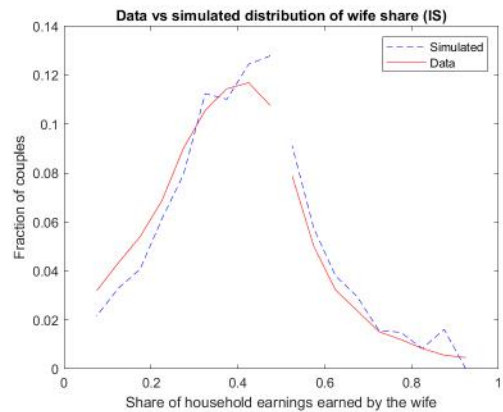 Data vs simulated distribution of wife share (IS)
0.14
0.12
0.1
0.08
0.06
0.04
0.02
0
Fraction of couples
Simulated
Data
0 0.2 0.4 0.6 0.8 1
Share of household earnings earned by the wife